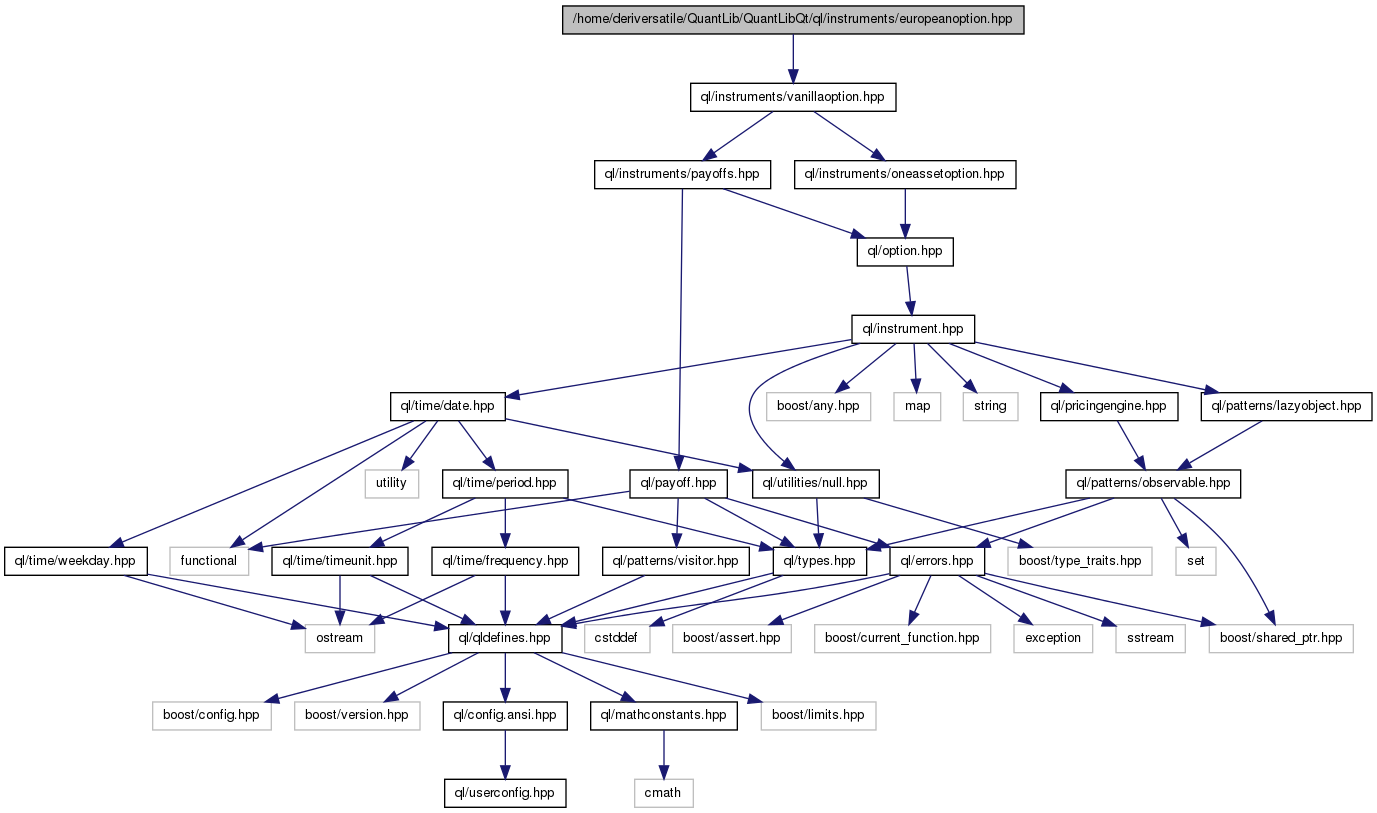 /home/deriversatile/QuantLib/QuantLibQt/ql/instruments/europeanoption.hpp
ql/instruments/vanillaoption.hpp
ql/instruments/payoffs.hpp
ql/instruments/oneassetoption.hpp
ql/option.hpp
ql/instrument.hpp
ql/time/date.hpp
boost/any.hpp
map
string
ql/pricingengine.hpp
ql/patterns/lazyobject.hpp
utility
ql/time/period.hpp
ql/payoff.hpp
ql/utilities/null.hpp
ql/patterns/observable.hpp
ql/time/weekday.hpp
functional
ql/time/timeunit.hpp
ql/time/frequency.hpp
ql/patterns/visitor.hpp
ql/types.hpp
ql/errors.hpp
boost/type_traits.hpp
set
ostream
ql/qldefines.hpp
cstddef
boost/assert.hpp
boost/current_function.hpp
exception
sstream
boost/shared_ptr.hpp
boost/config.hpp
boost/version.hpp
ql/config.ansi.hpp
ql/mathconstants.hpp
boost/limits.hpp
ql/userconfig.hpp
cmath